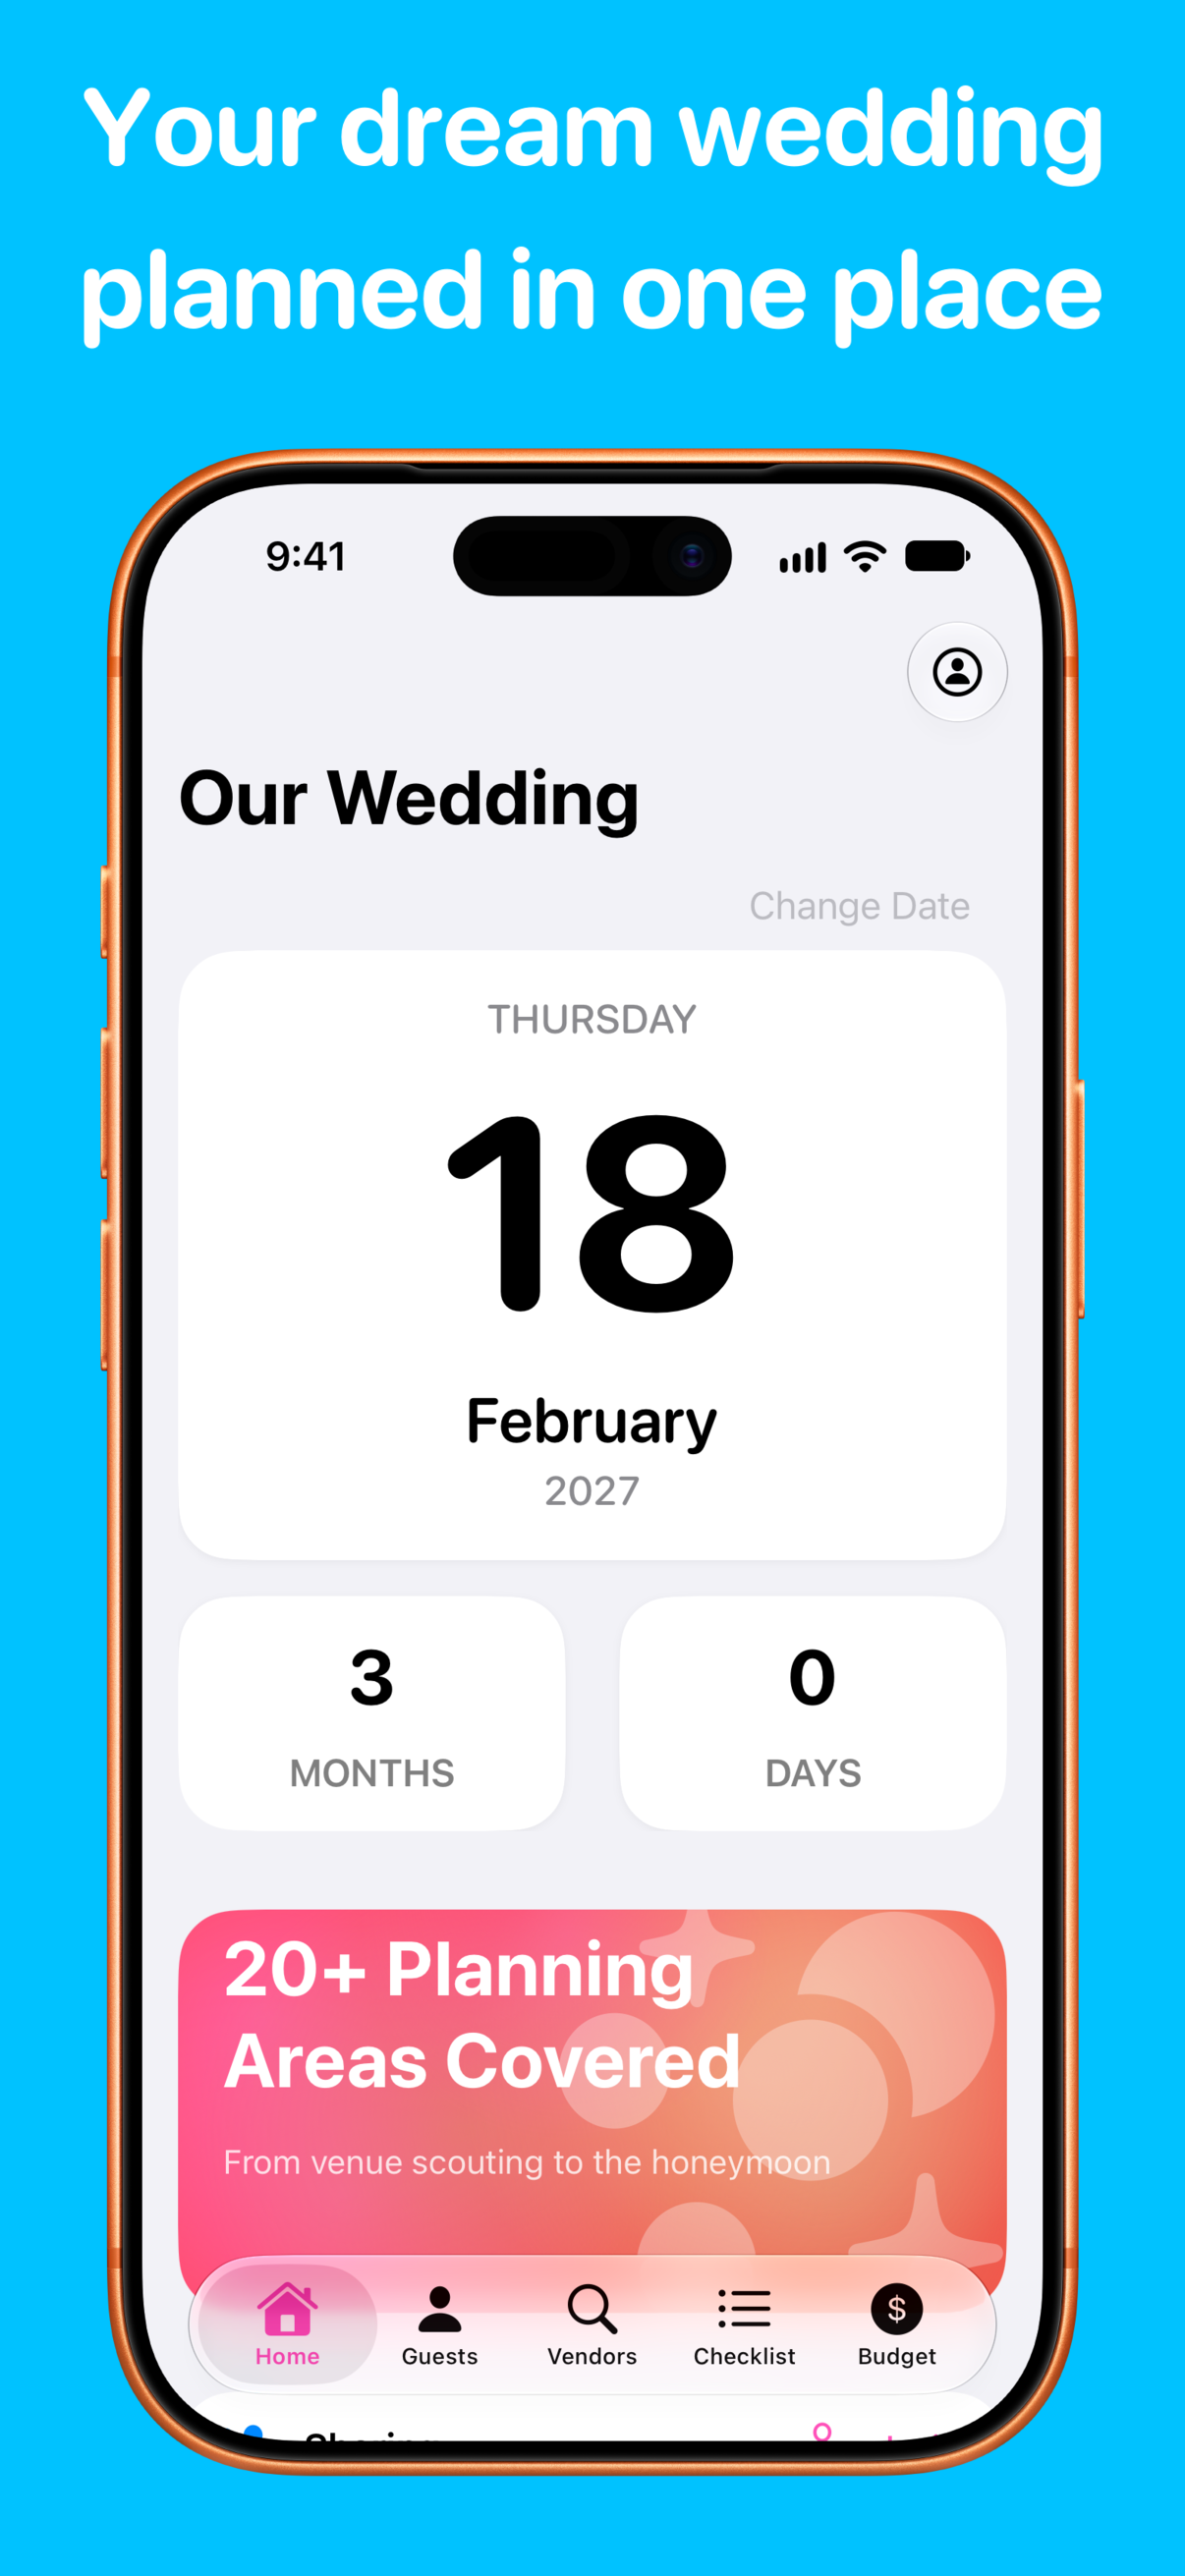 Your dream wedding
planned in one place
9:41
Our Wedding
Change Date
THURSDAY
18
February
2027
3
MONTHS
0
DAYS
20+ Planning
Areas Covered
From venue scouting to the honeymoon
$
Home
Guests
Vendors
Checklist
Budget